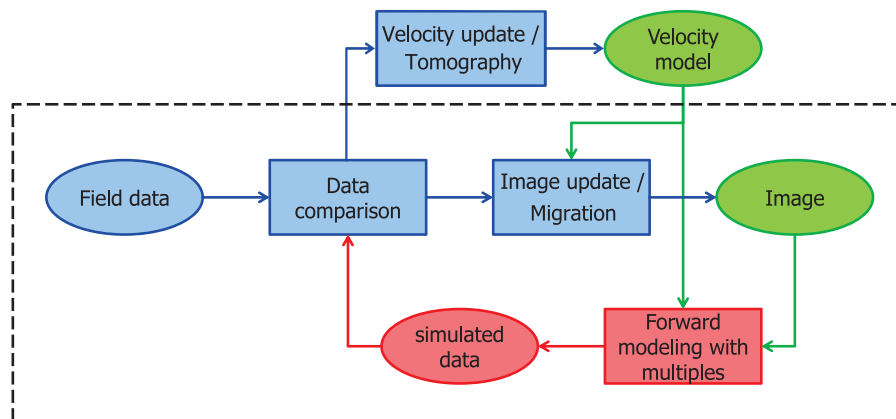 Velocity update /
Tomography
Velocity
model
Field data
Data
comparison
Image update /
Migration
Image
simulated
data
Forward
modeling with
multiples